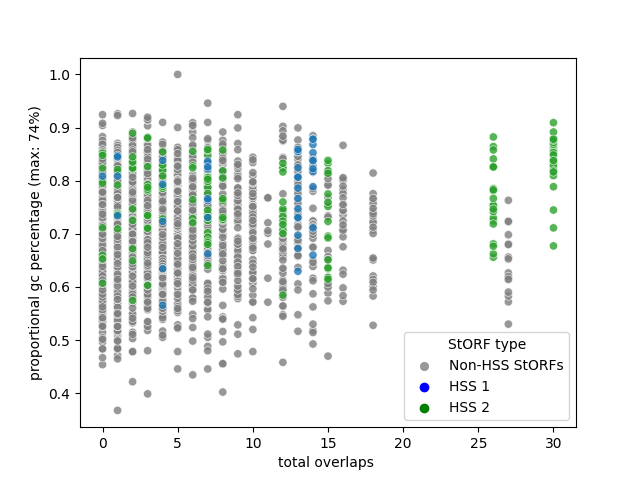 1.0
0.9
0.8
0.7
0.6
0.5
0.4
proportional gc percentage (max: 74%)
StORF type
Non-HSS StORFs
HSS 1
HSS 2
0 5 10 15 20 25 30
total overlaps